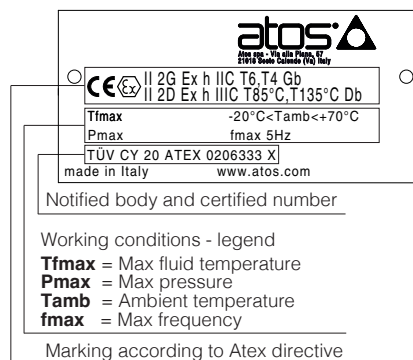 atos
Atos spa - Via alla Piana, 57
21018 Sesto Calende (Va) Italy
CE Ex II 2G Ex h IIC T6,T4 Gb
II 2D Ex h IIIC T85°C,T135°C Db
Tfmax -20°C<Tamb<+70°C
Pmax fmax 5Hz
TÜV CY 20 ATEX 0206333 X
made in Italy www.atos.com
Notified body and certified number
Working conditions - legend
Tfmax = Max fluid temperature
Pmax = Max pressure
Tamb = Ambient temperature
fmax = Max frequency
Marking according to Atex directive